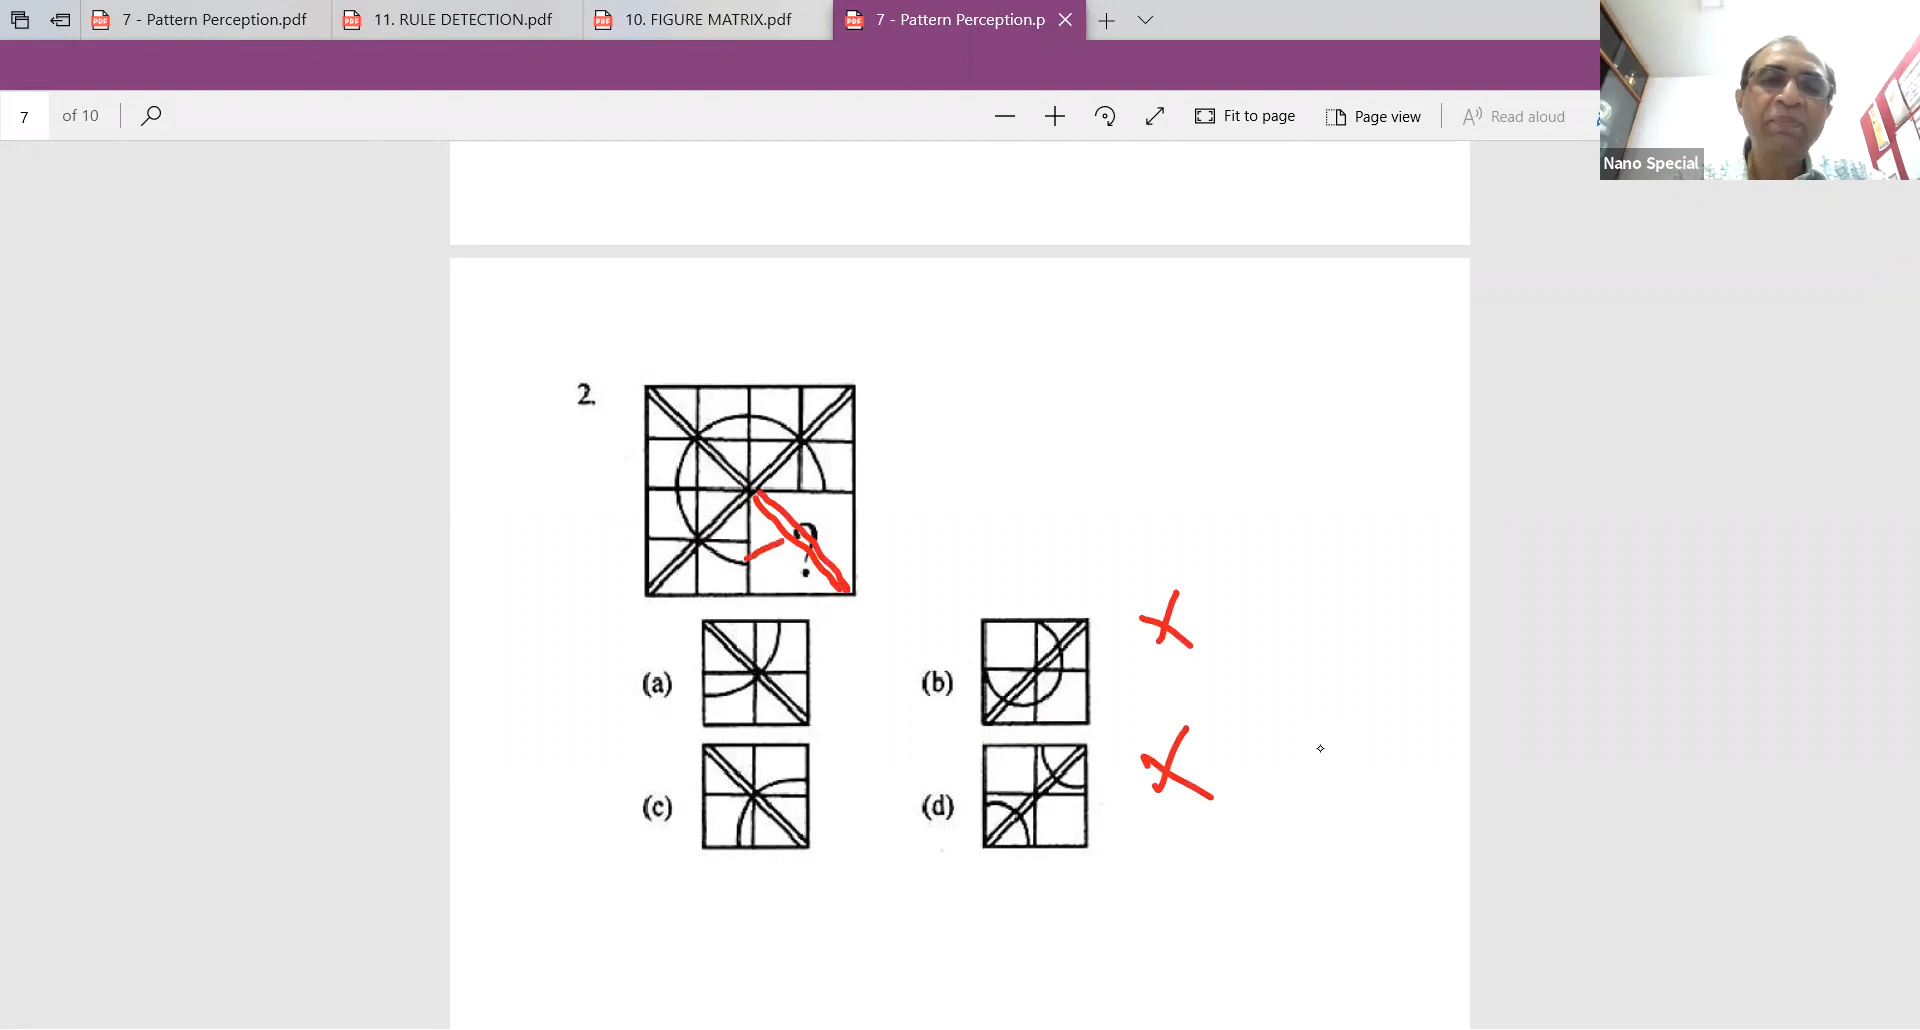 7 - Pattern Perception.pdf
11. RULE DETECTION.pdf
10. FIGURE MATRIX.pdf
7 - Pattern Perception.p
7 of 10
Fit to page
Page view
Read aloud
Nano Special
2.
?
(a)
(b)
(c)
(d)